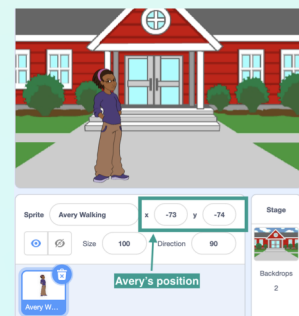 Sprite Avery Walking x -73 y -74
Size 100 Direction 90
Avery's position
Avery W...
Stage
Backdrops
2